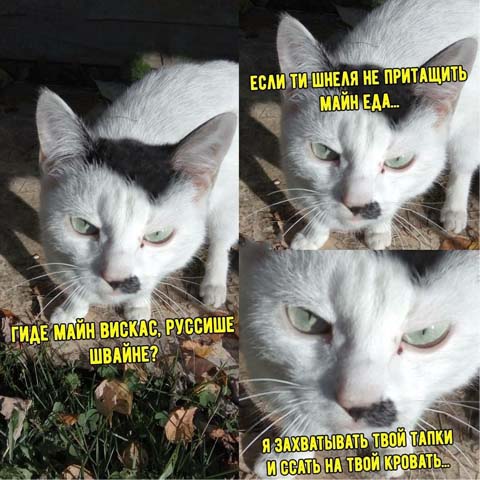 ГИДЕ МАЙН ВИСКАС, РУССИШЕ
ШВАЙНЕ?
ЕСЛИ ТИ ШНЕЛЯ НЕ ПРИТАЩИТЬ
МАЙН ЕДА...
Я ЗАХВАТЫВАТЬ ТВОЙ ТАПКИ
И ССАТЬ НА ТВОЙ КРОВАТЬ...